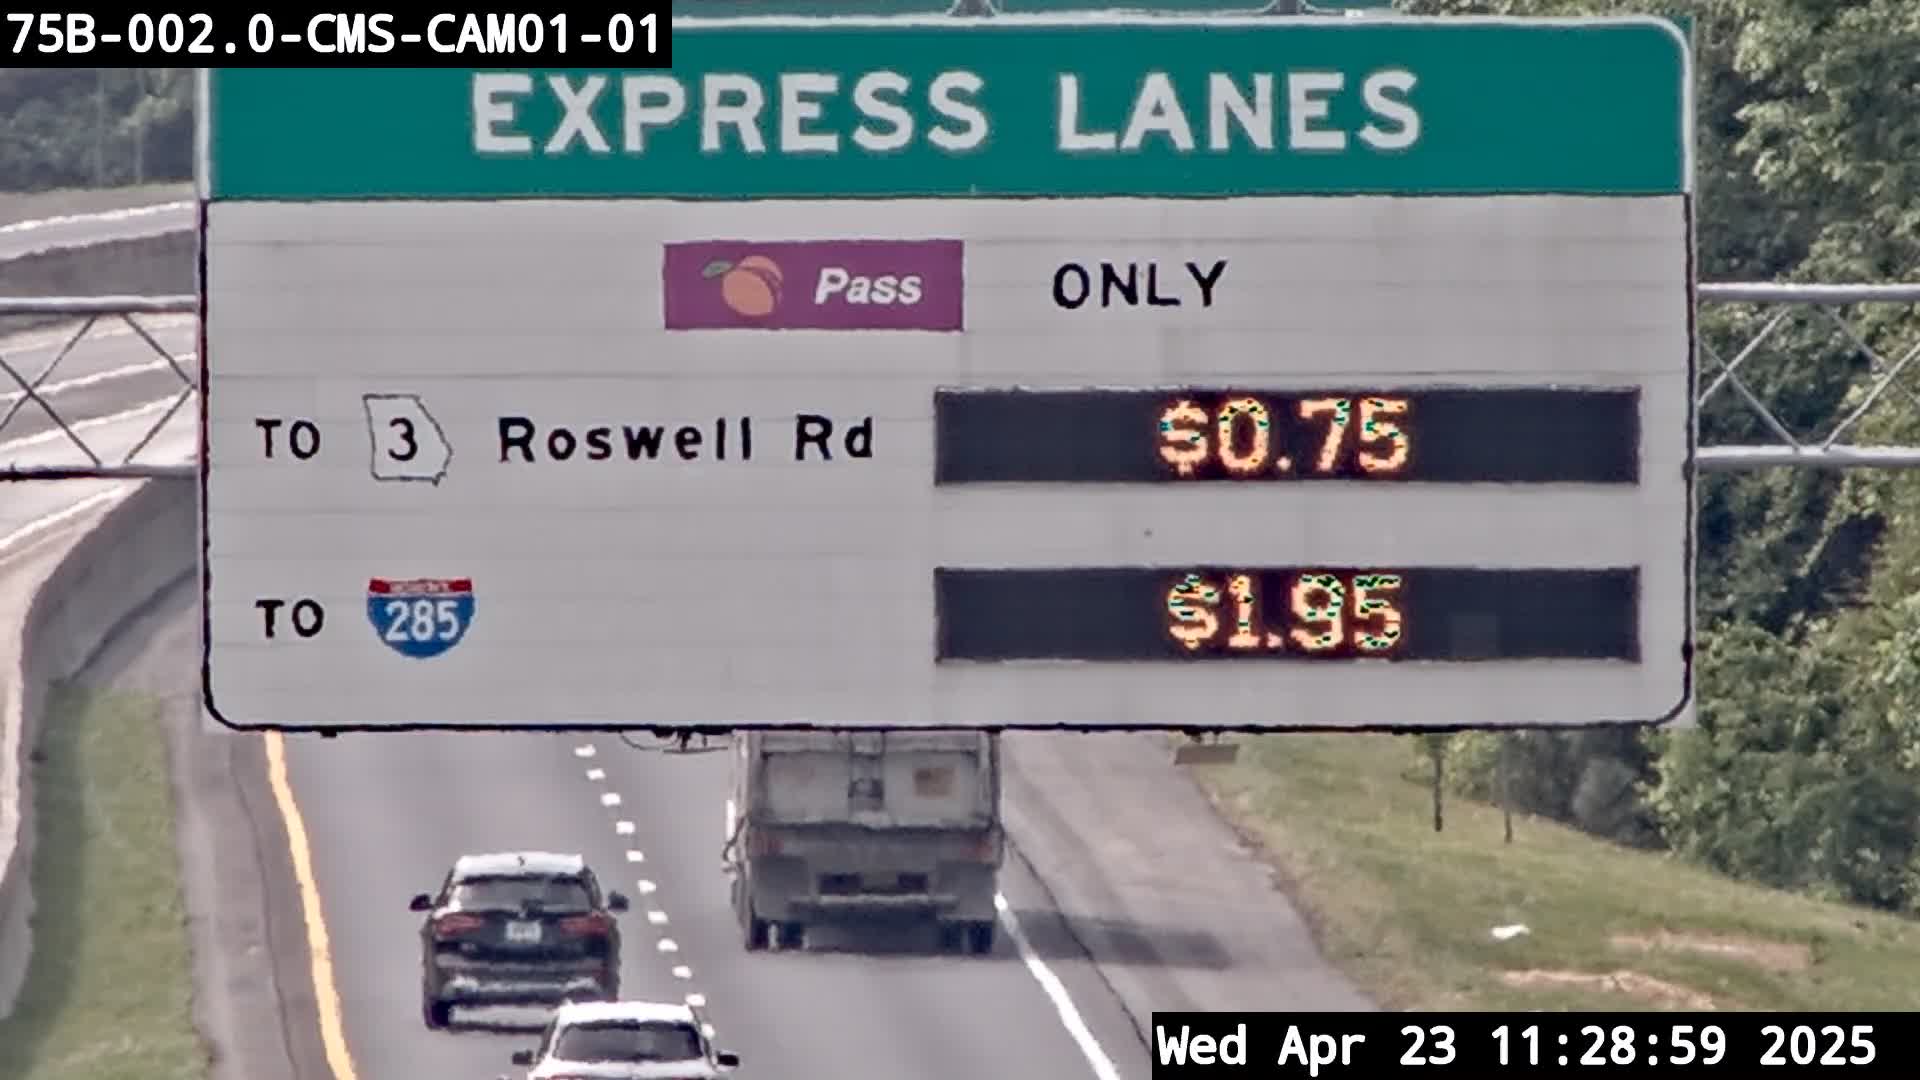 75B-002.0-CMS-CAM01-01
EXPRESS LANES
Pass ONLY
TO 3 Roswell Rd $0.75
TO 285 $1.95
Wed Apr 23 11:28:59 2025